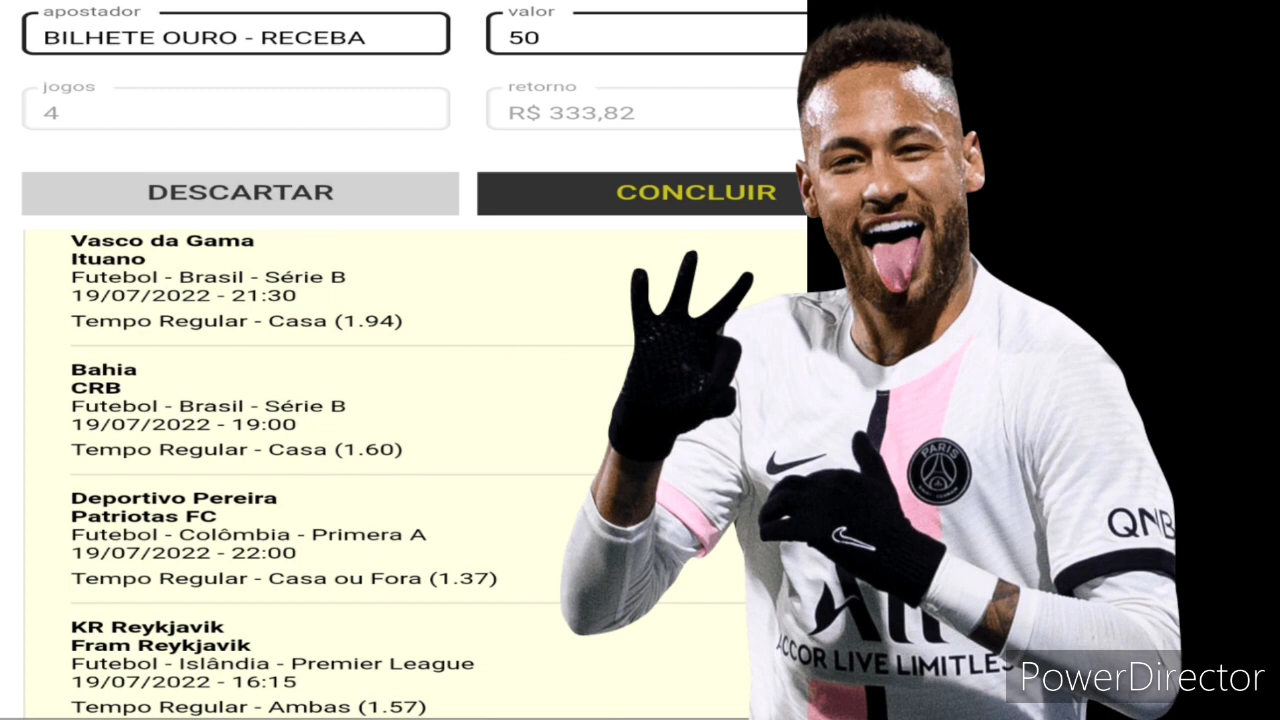 apostador
BILHETE OURO - RECEBA
valor
50
jogos
4
retorno
R$ 333,82
DESCARTAR
CONCLUIR
Vasco da Gama
Ituano
Futebol - Brasil - Série B
19/07/2022 - 21:30
Tempo Regular - Casa (1.94)
Bahia
CRB
Futebol - Brasil - Série B
19/07/2022 - 19:00
Tempo Regular - Casa (1.60)
Deportivo Pereira
Patriotas FC
Futebol - Colômbia - Primera A
19/07/2022 - 22:00
Tempo Regular - Casa ou Fora (1.37)
KR Reykjavik
Fram Reykjavik
Futebol - Islândia - Premier League
19/07/2022 - 16:15
Tempo Regular - Ambas (1.57)
PARIS
QNB
ACCOR LIVE LIMITLESS
PowerDirector